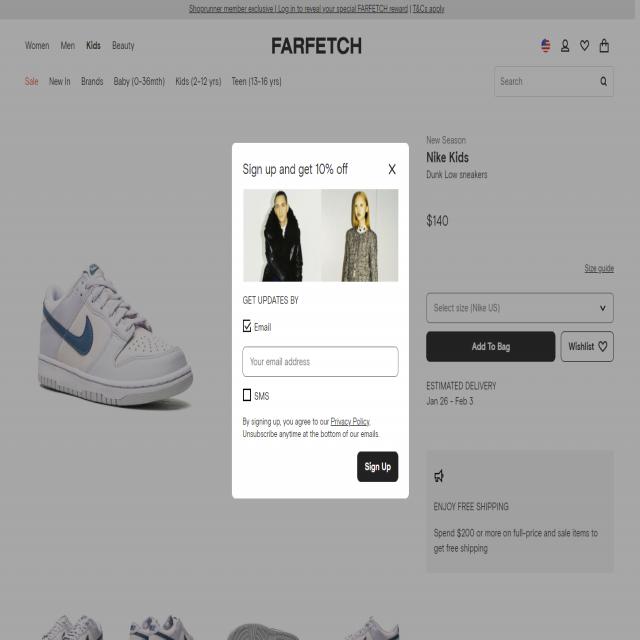 Shoprunner member exclusive | Log in to reveal your special FARFETCH reward | T&Cs apply
Women Men Kids Beauty
FARFETCH
Sale New In Brands Baby (0-36mth) Kids (2-12 yrs) Teen (13-16 yrs)
Search
New Season
Nike Kids
Dunk Low sneakers
$140
Size guide
Select size (Nike US)
Add To Bag
Wishlist
ESTIMATED DELIVERY
Jan 26 - Feb 3
ENJOY FREE SHIPPING
Spend $200 or more on full-price and sale items to
get free shipping
Sign up and get 10% off
X
GET UPDATES BY
Email
Your email address
SMS
By signing up, you agree to our Privacy Policy.
Unsubscribe anytime at the bottom of our emails.
Sign Up